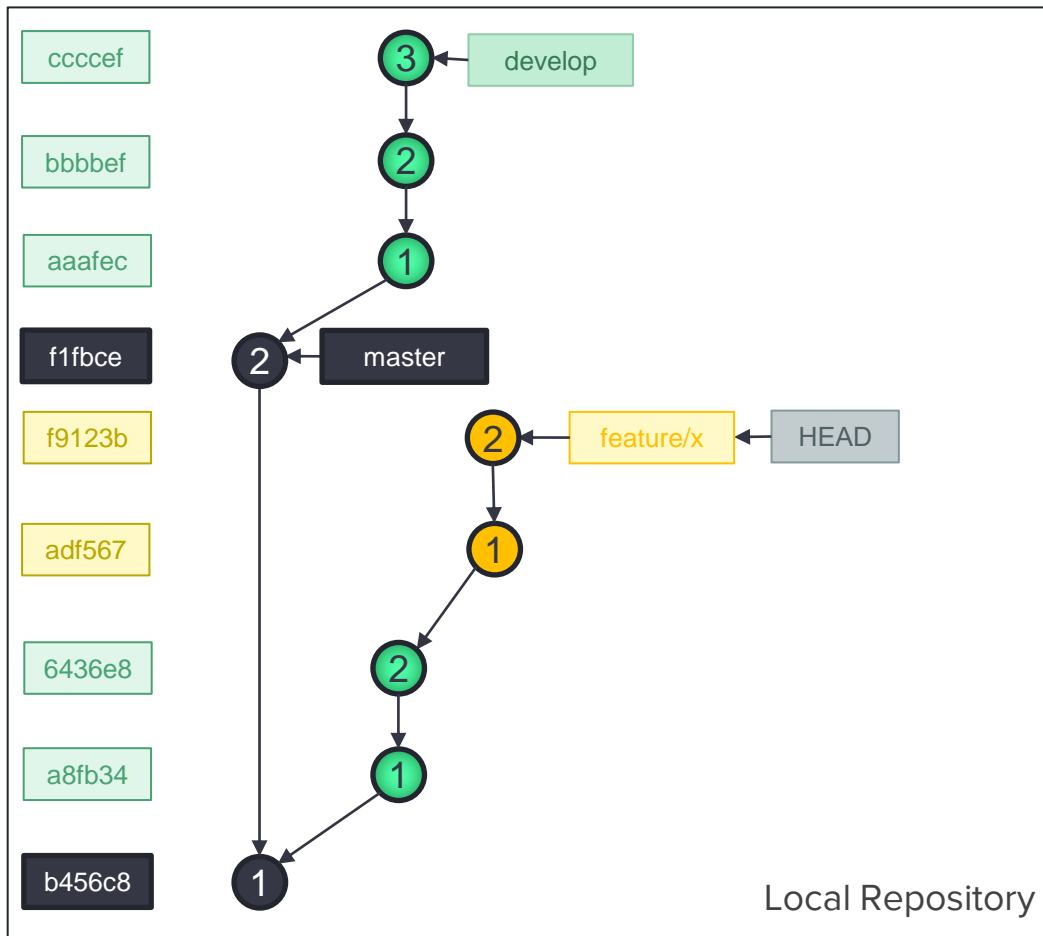 ccccef
3
develop
bbbbef
2
aaafec
1
f1fbce
2
master
f9123b
2
feature/x
HEAD
adf567
1
6436e8
2
a8fb34
1
b456c8
1
Local Repository